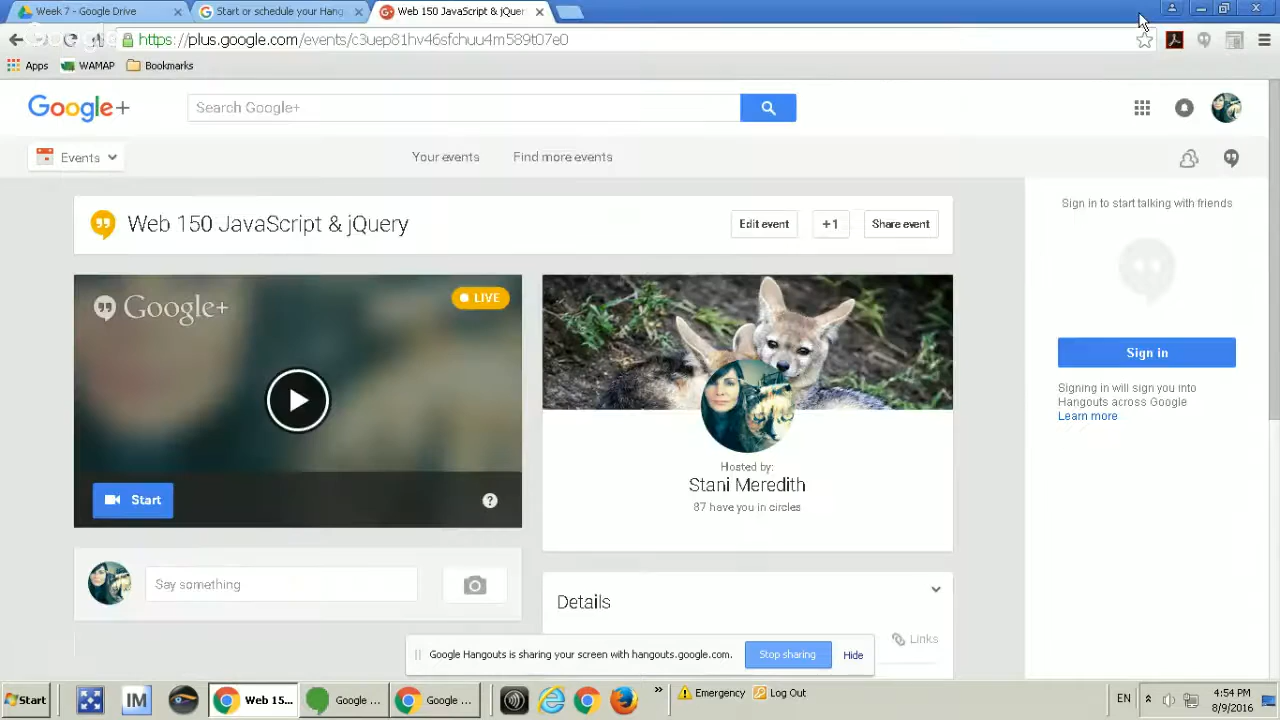 Week 7 - Google Drive
Start or schedule your Hang
Web 150 JavaScript & jQuer
https://plus.google.com/events/c3uep81hv46sfchuu4m589t07e0
Apps
WAMAP
Bookmarks
Google+
Search Google+
Events
Your events
Find more events
Web 150 JavaScript & jQuery
Edit event
+1
Share event
Sign in to start talking with friends
Google+
LIVE
Start
?
Hosted by:
Stani Meredith
87 have you in circles
Sign in
Signing in will sign you into
Hangouts across Google
Learn more
Say something
Details
Links
Google Hangouts is sharing your screen with hangouts.google.com.
Stop sharing
Hide
Start
IM
Web 15...
Google ...
Google ...
»
Emergency
Log Out
EN
4:54 PM
8/9/2016